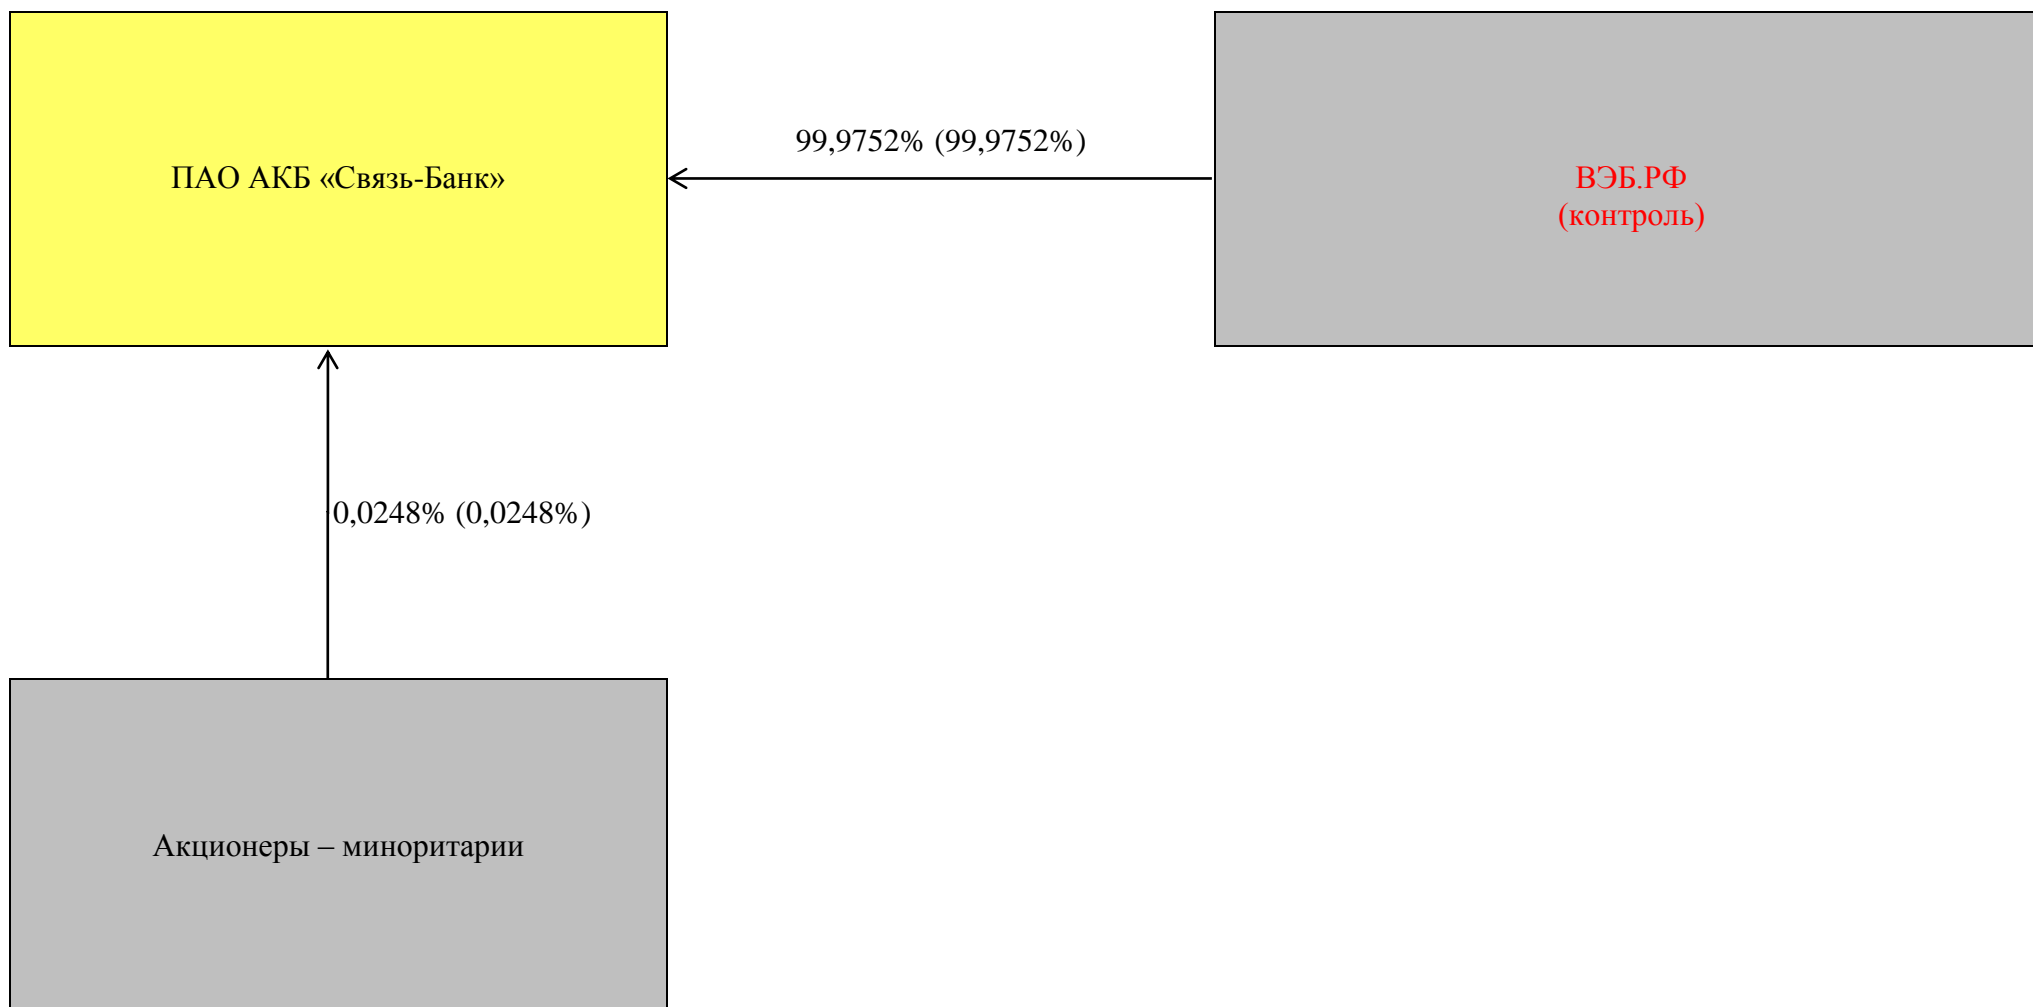 99,9752% (99,9752%)
ПАО АКБ «Связь-Банк»
ВЭБ.РФ
(контроль)
0,0248% (0,0248%)
Акционеры – миноритарии